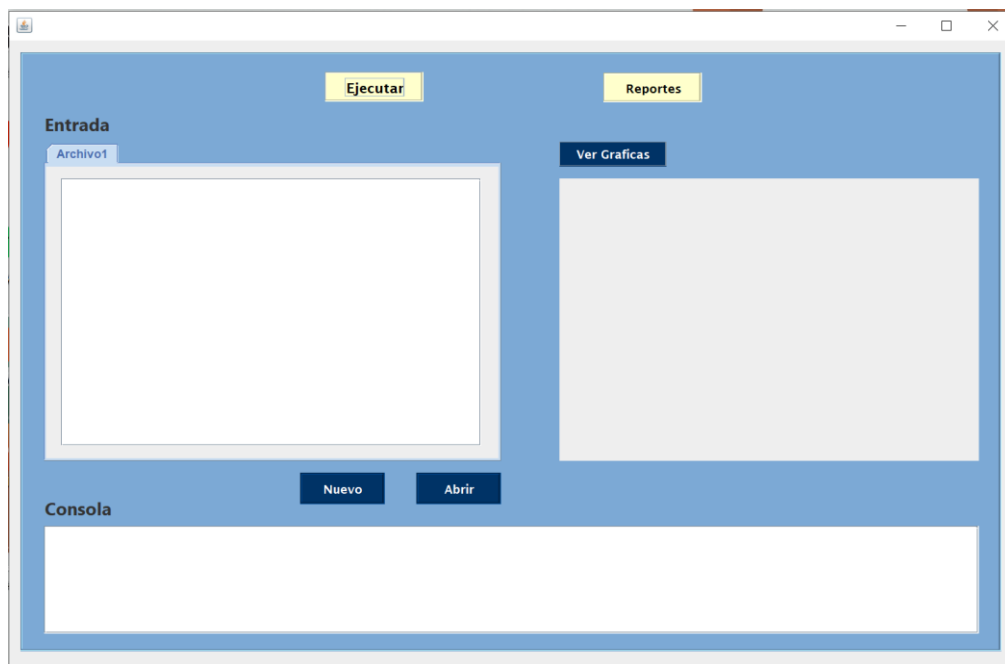 Ejecutar
Reportes
Entrada
Archivo1
Ver Graficas
Nuevo
Abrir
Consola